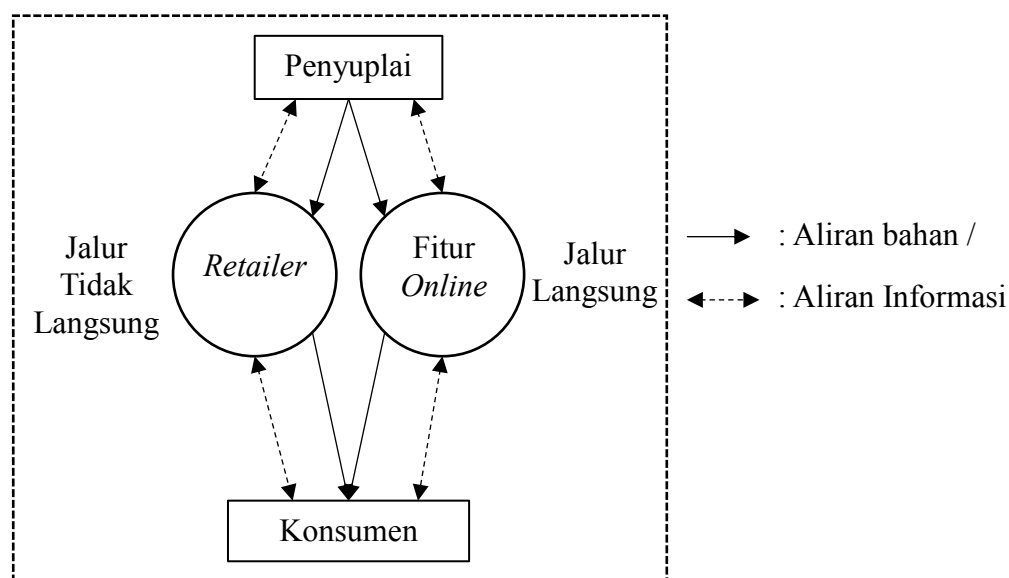 Penyuplai
Jalur
Tidak
Langsung
Retailer
Fitur
Online
Jalur
Langsung
: Aliran bahan /
: Aliran Informasi
Konsumen